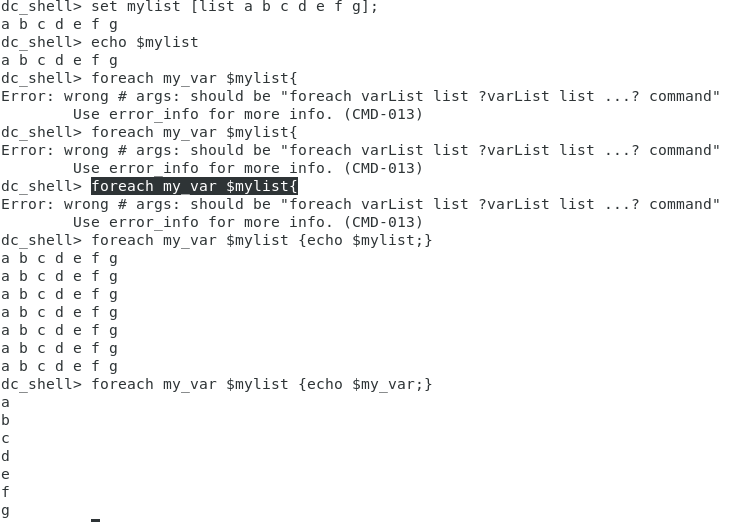 dc_shell> set mylist [list a b c d e f g];
a b c d e f g
dc_shell> echo $mylist
a b c d e f g
dc_shell> foreach my_var $mylist{
Error: wrong # args: should be "foreach varList list ?varList list ...? command"
        Use error_info for more info. (CMD-013)
dc_shell> foreach my_var $mylist{
Error: wrong # args: should be "foreach varList list ?varList list ...? command"
        Use error_info for more info. (CMD-013)
dc_shell> foreach my_var $mylist{
Error: wrong # args: should be "foreach varList list ?varList list ...? command"
        Use error_info for more info. (CMD-013)
dc_shell> foreach my_var $mylist {echo $mylist;}
a b c d e f g
a b c d e f g
a b c d e f g
a b c d e f g
a b c d e f g
a b c d e f g
a b c d e f g
dc_shell> foreach my_var $mylist {echo $my_var;}
a
b
c
d
e
f
g